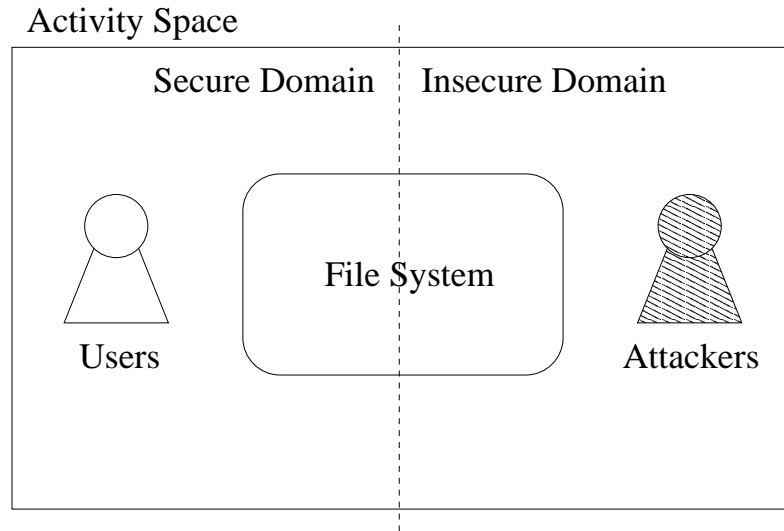 Activity Space
Secure Domain
Insecure Domain
File System
Users
Attackers